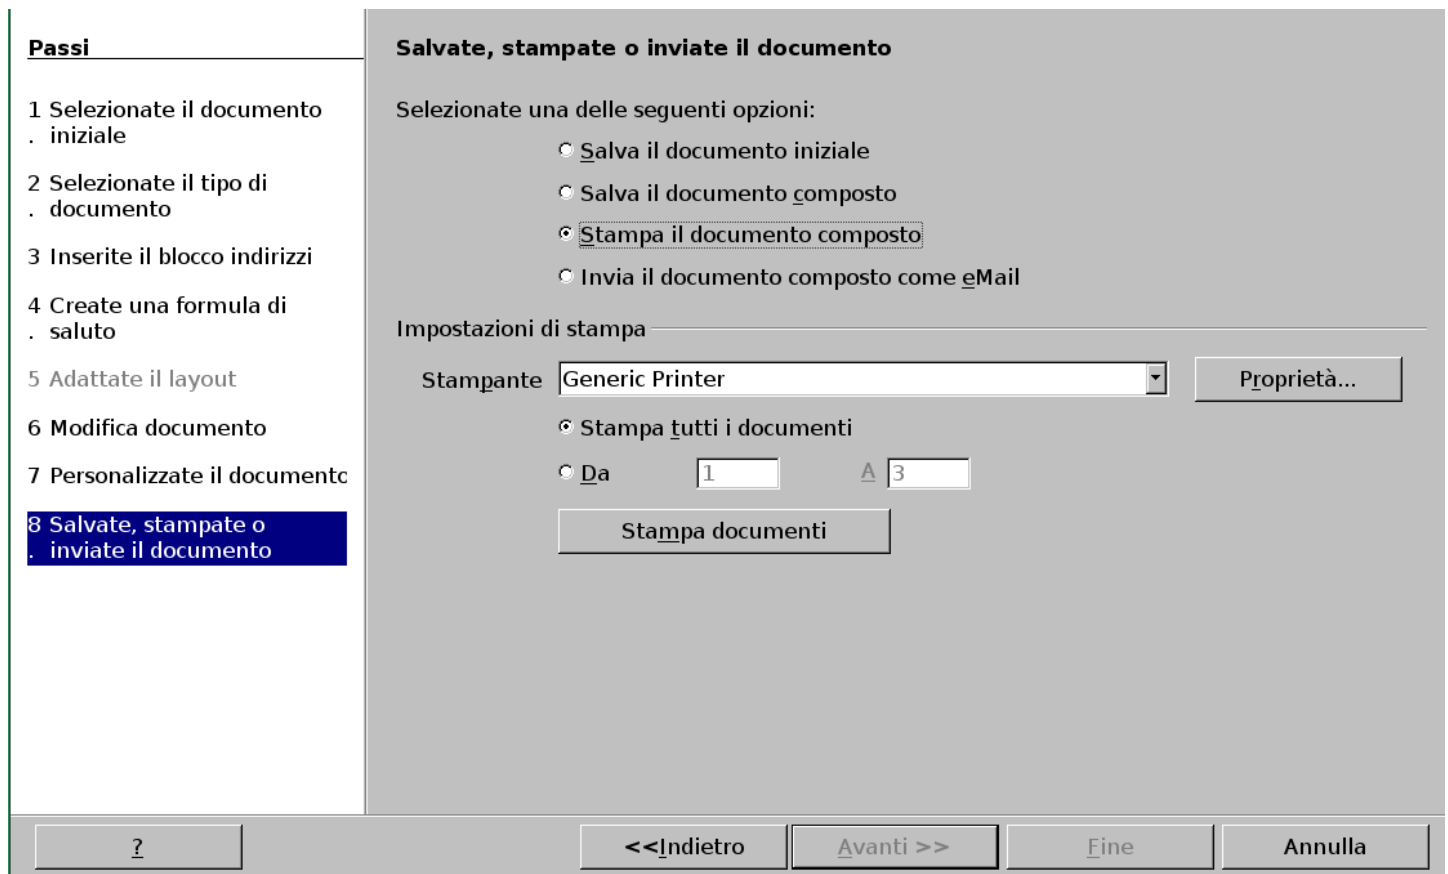 Passi
1 Selezionate il documento
. iniziale
2 Selezionate il tipo di
. documento
3 Inserite il blocco indirizzi
4 Create una formula di
. saluto
5 Adattate il layout
6 Modifica documento
7 Personalizzate il documento
8 Salvate, stampate o
. inviate il documento
Salvate, stampate o inviate il documento
Selezionate una delle seguenti opzioni:
Salva il documento iniziale
Salva il documento composto
Stampa il documento composto
Invia il documento composto come eMail
Impostazioni di stampa
Stampante Generic Printer Proprietà...
Stampa tutti i documenti
Da 1 A 3
Stampa documenti
? <<Indietro Avanti >> Fine Annulla